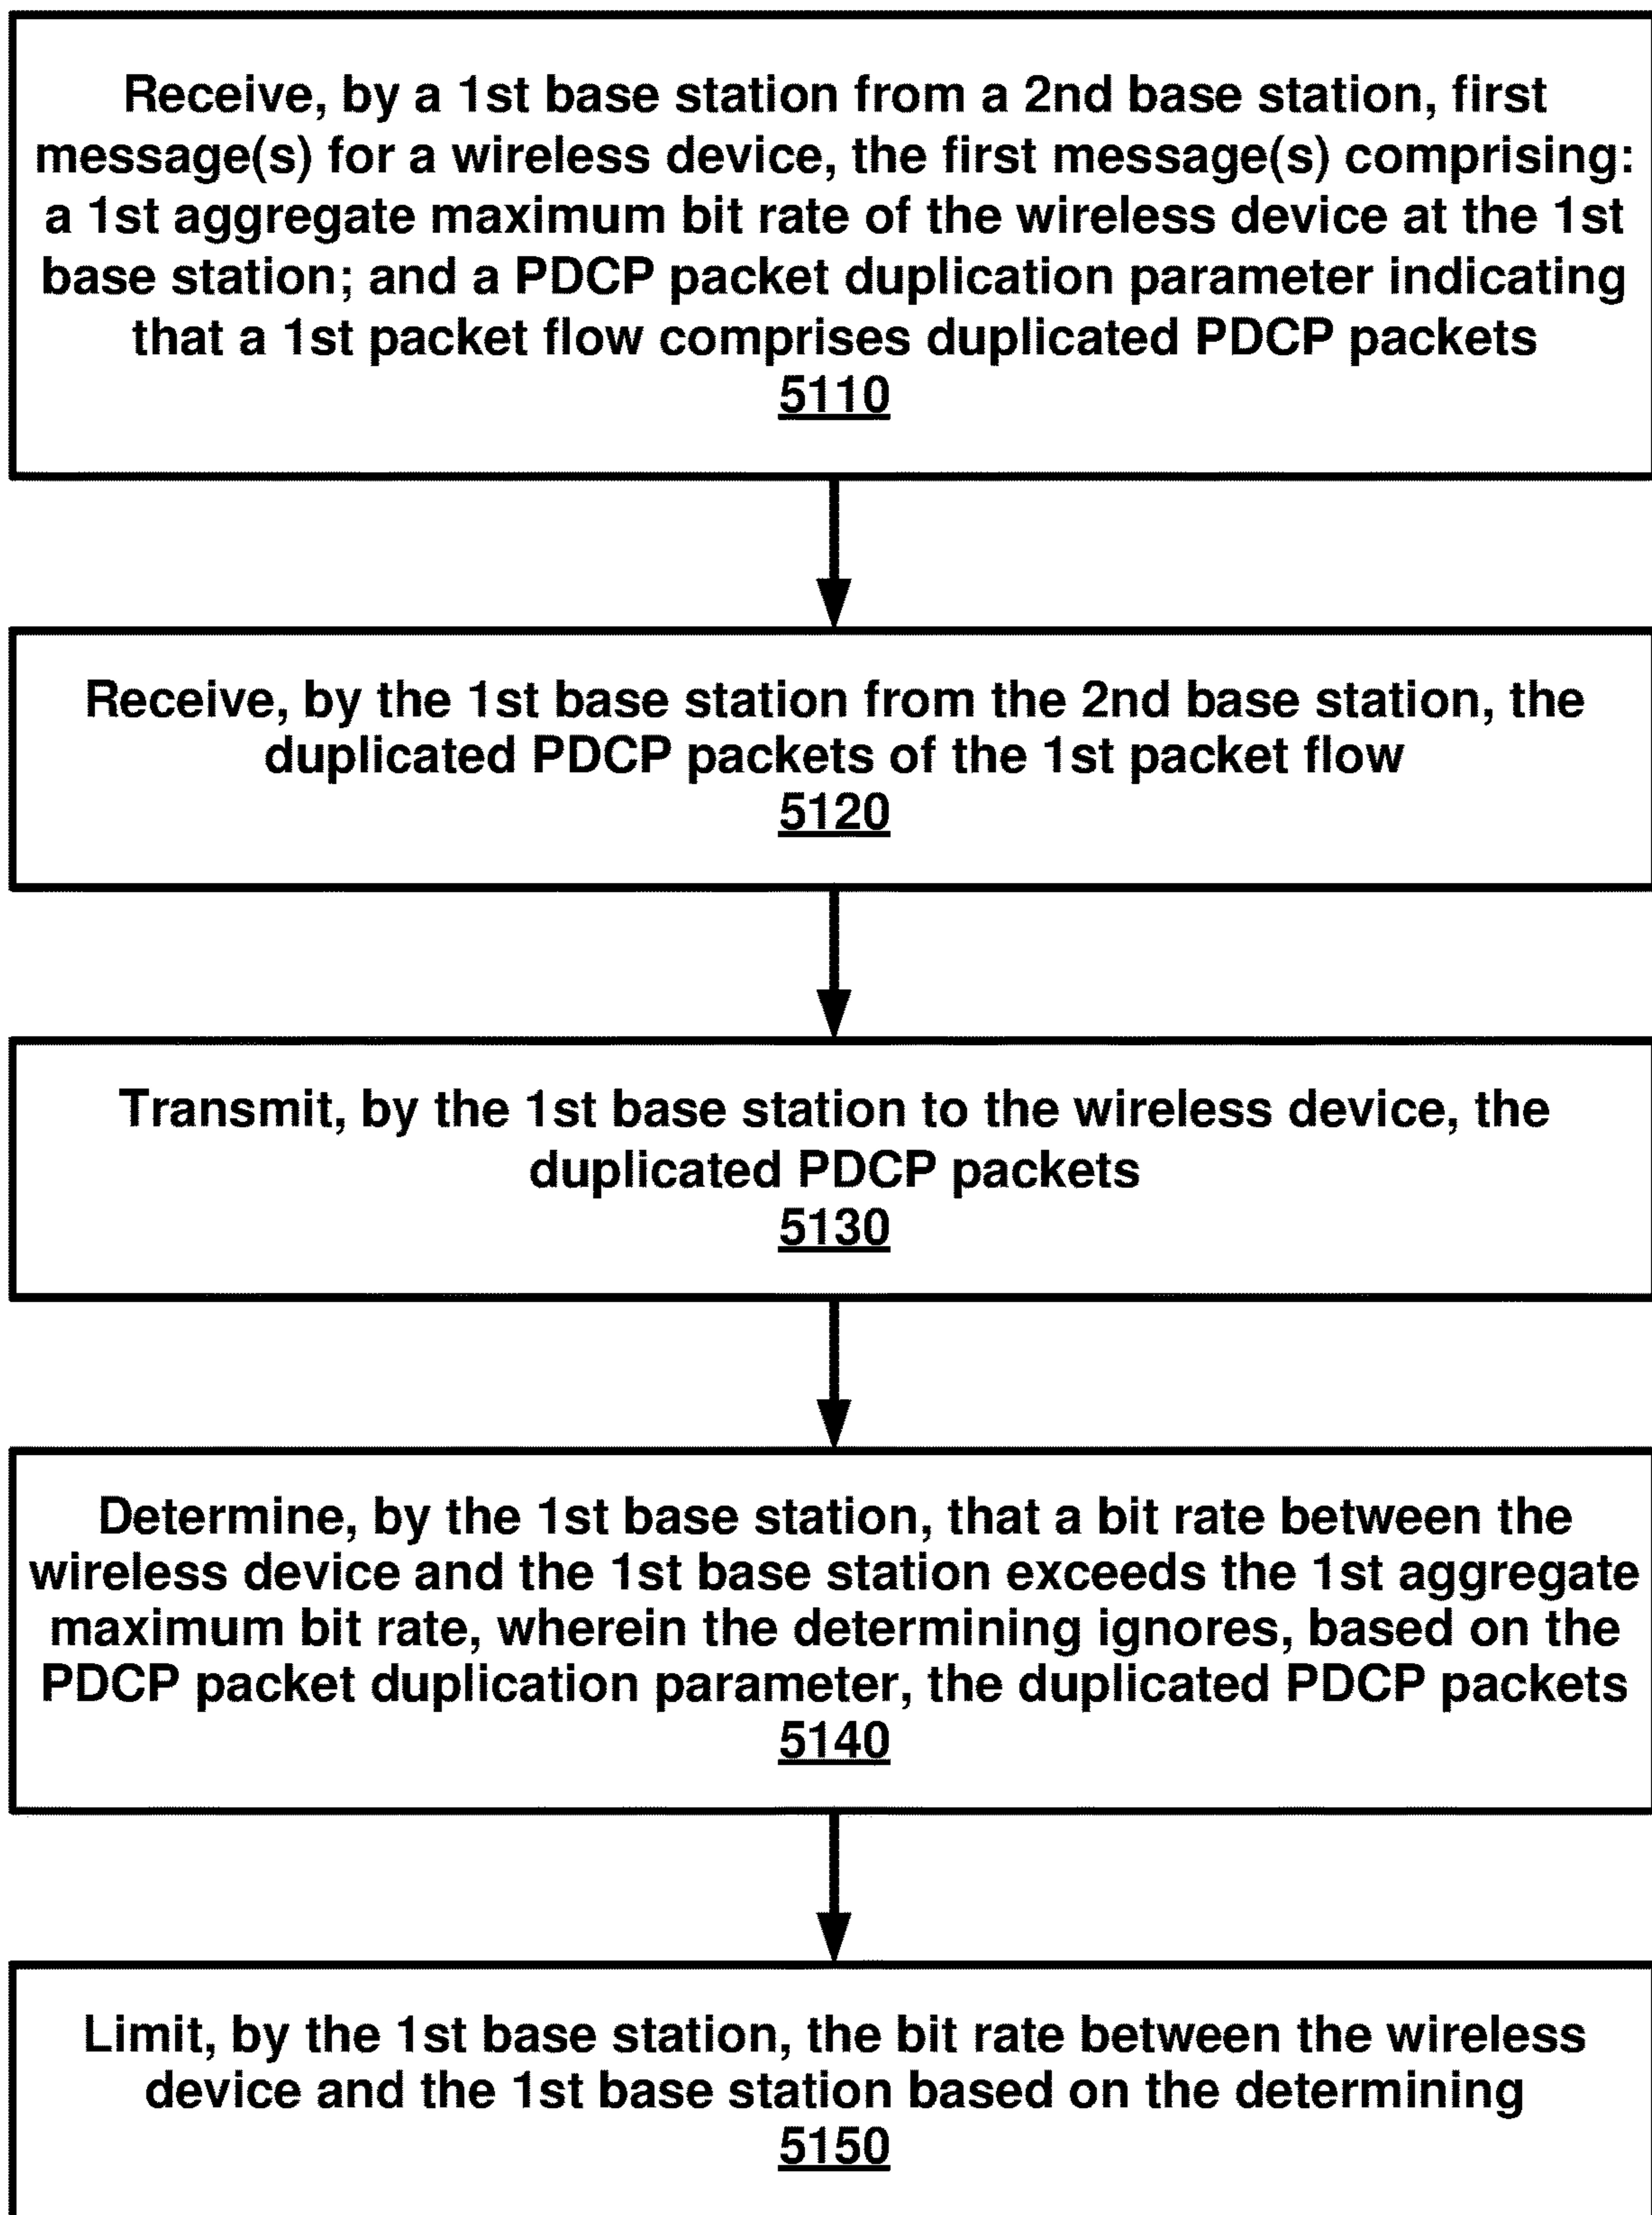 Receive, by a 1st base station from a 2nd base station, first
message(s) for a wireless device, the first message(s) comprising:
a 1st aggregate maximum bit rate of the wireless device at the 1st
base station; and a PDCP packet duplication parameter indicating
that a 1st packet flow comprises duplicated PDCP packets
5110
Receive, by the 1st base station from the 2nd base station, the
duplicated PDCP packets of the 1st packet flow
5120
Transmit, by the 1st base station to the wireless device, the
duplicated PDCP packets
5130
Determine, by the 1st base station, that a bit rate between the
wireless device and the 1st base station exceeds the 1st aggregate
maximum bit rate, wherein the determining ignores, based on the
PDCP packet duplication parameter, the duplicated PDCP packets
5140
Limit, by the 1st base station, the bit rate between the wireless
device and the 1st base station based on the determining
5150